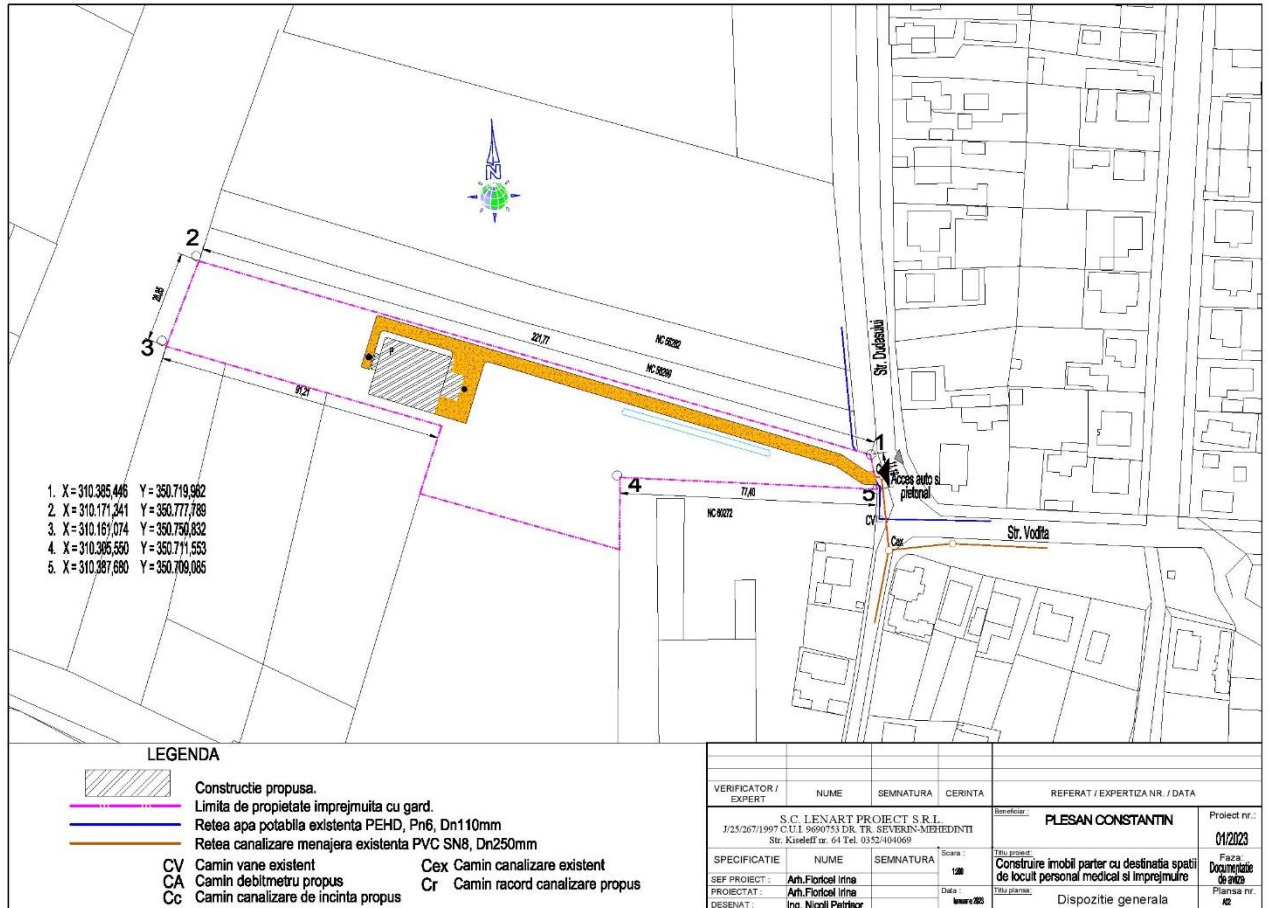 N
2
3
28,85
221,77
NC 58282
91,21
P
Str. Dudasului
1
Acces auto si
pietonal
4
5
77,40
NC 60272
CV
Cex
Str. Vodita
S
1. X = 310.385,446 Y = 350.719,962
2. X = 310.171,341 Y = 350.777,789
3. X = 310.161,074 Y = 350.750,832
4. X = 310.305,550 Y = 350.711,553
5. X = 310.387,680 Y = 350.709,085
LEGENDA
Constructie propusa.
Limita de propietate imprejmuita cu gard.
Retea apa potabila existenta PEHD, Pn6, Dn110mm
Retea canalizare menajera existenta PVC SN8, Dn250mm
CV Camin vane existent
Cex Camin canalizare existent
CA Camin debitmetru propus
Cr Camin racord canalizare propus
Cc Camin canalizare de incinta propus
VERIFICATOR / EXPERT NUME SEMNATURA CERINTA REFERAT / EXPERTIZA NR. / DATA
S.C. LENART PROIECT S.R.L.
J/25/267/1997 C.U.I. 9690753 DR. TR. SEVERIN-MEHEDINTI
Str. Kiseleff nr. 64 Tel. 0352/404069
Beneficiar :
PLESAN CONSTANTIN
Proiect nr.:
01/2023
SPECIFICATIE NUME SEMNATURA
Scara :
Titlu proiect:
Construire imobil parter cu destinatia spatii
de locuit personal medical si imprejmuire
Faza:
Documentatie
de avize
SEF PROIECT : Arh.Floricel Irina
PROIECTAT : Arh.Floricel Irina
DESENAT : Ing. Nicoli Petrisor
Data :
Ianuarie 2023
Titlu plansa:
Dispozitie generala
Plansa nr.